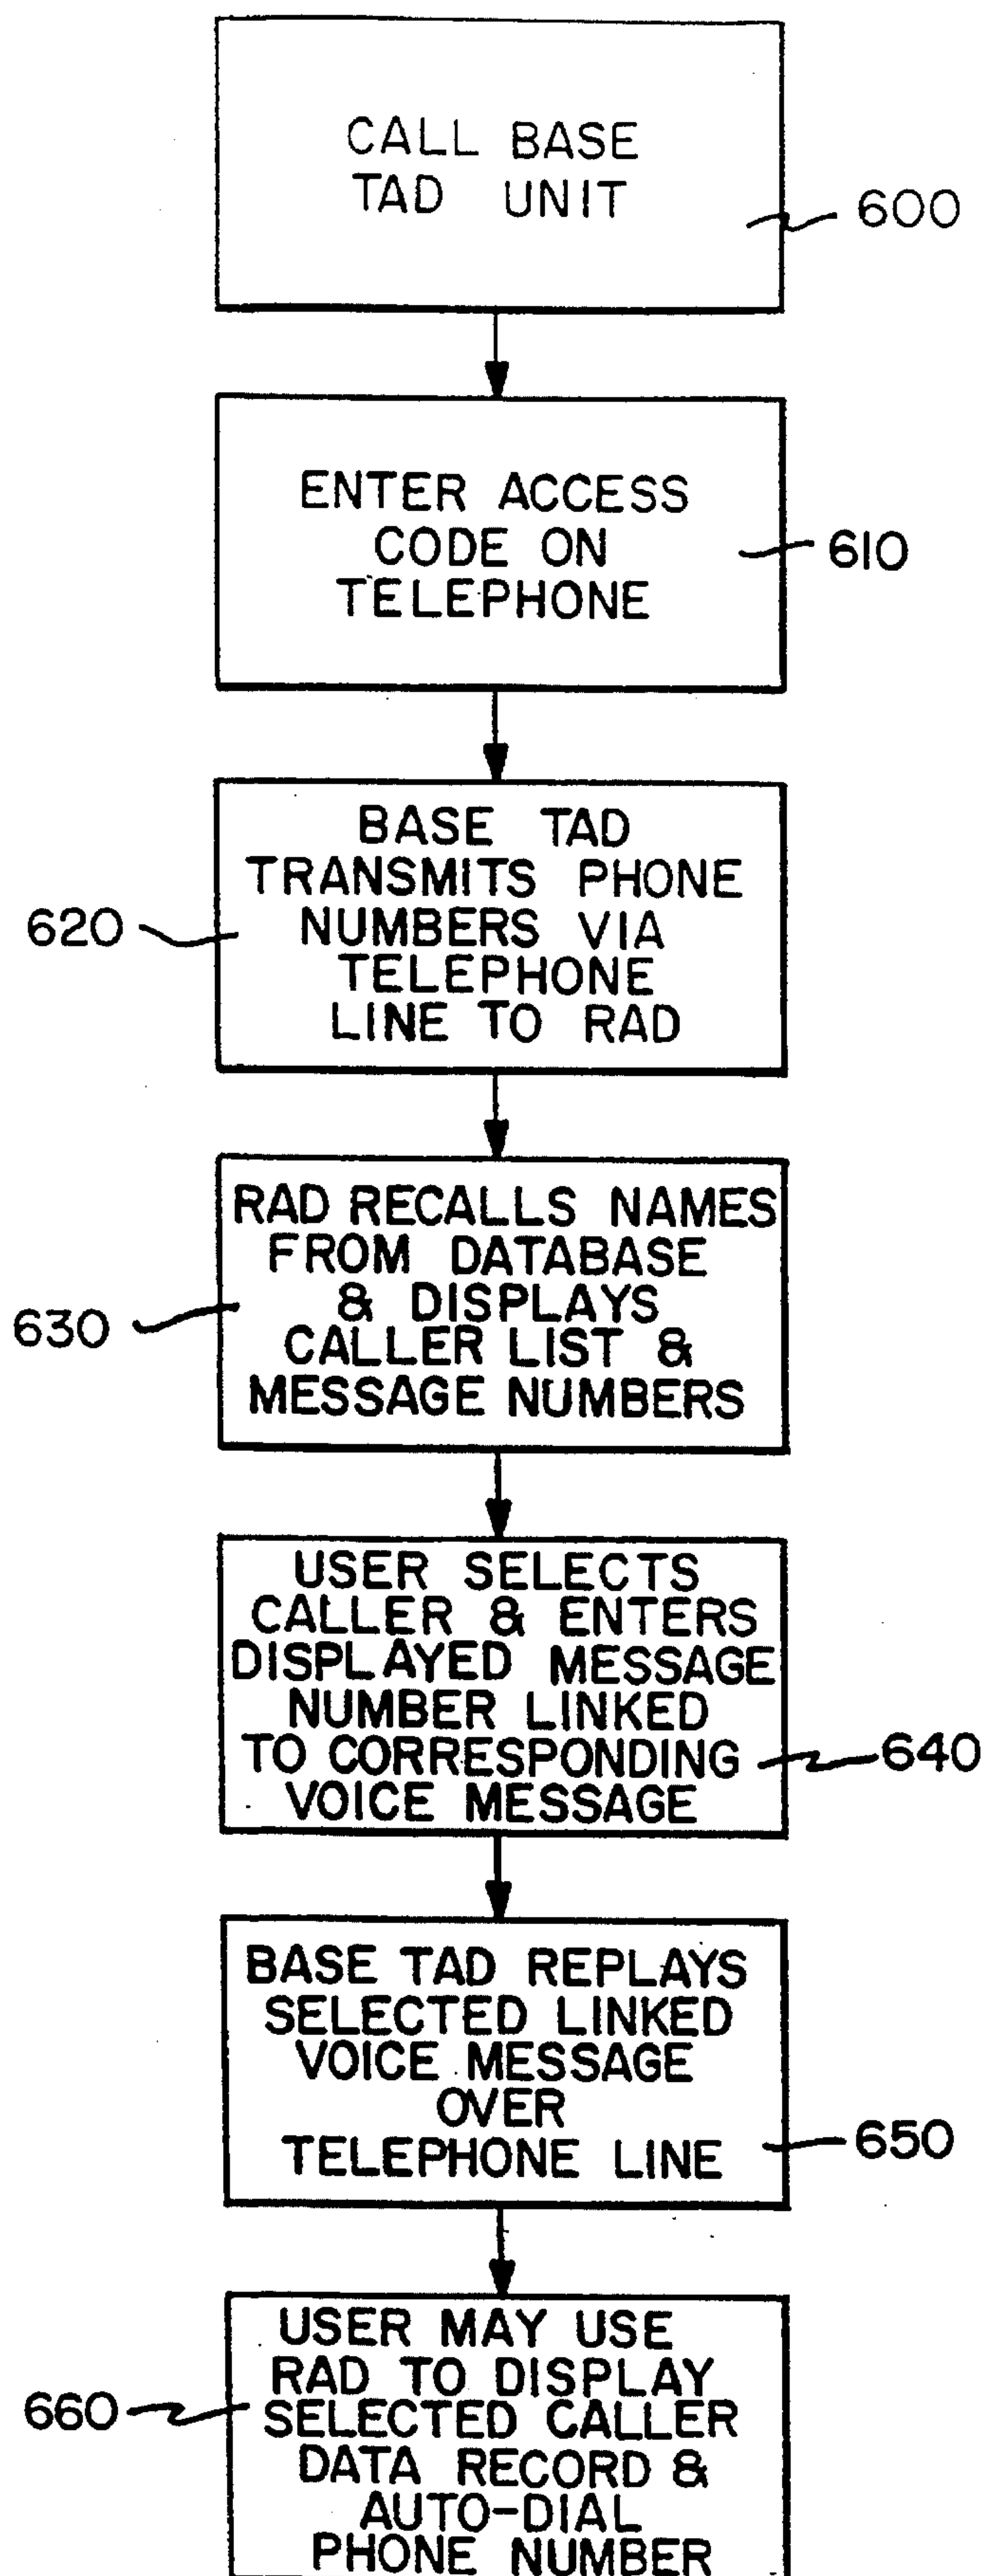 CALL BASE
TAD UNIT
600
ENTER ACCESS
CODE ON
TELEPHONE
610
BASE TAD
TRANSMITS PHONE
NUMBERS VIA
TELEPHONE
LINE TO RAD
620
RAD RECALLS NAMES
FROM DATABASE
& DISPLAYS
CALLER LIST &
MESSAGE NUMBERS
630
USER SELECTS
CALLER & ENTERS
DISPLAYED MESSAGE
NUMBER LINKED
TO CORRESPONDING
VOICE MESSAGE
640
BASE TAD REPLAYS
SELECTED LINKED
VOICE MESSAGE
OVER
TELEPHONE LINE
650
USER MAY USE
RAD TO DISPLAY
SELECTED CALLER
DATA RECORD &
AUTO-DIAL
PHONE NUMBER
660